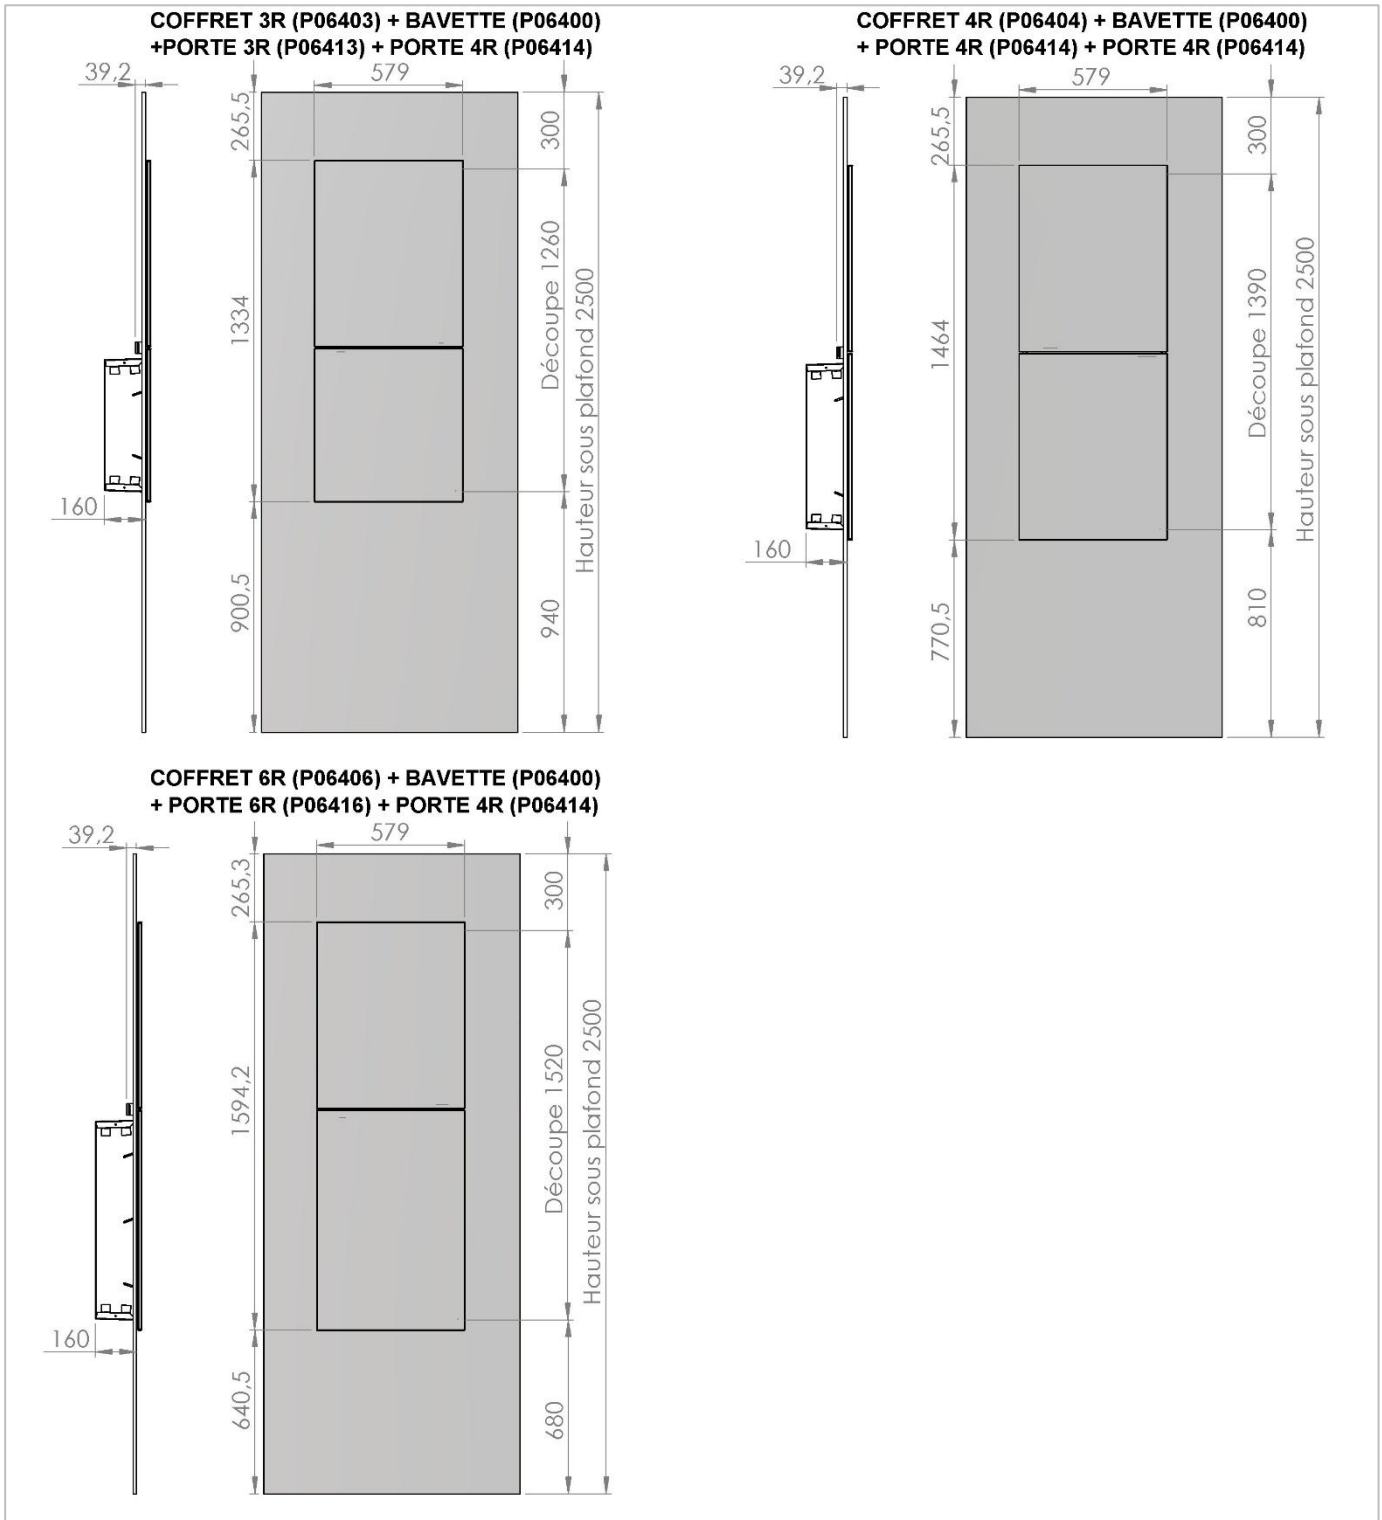 COFFRET 3R (P06403) + BAVETTE (P06400)
+PORTE 3R (P06413) + PORTE 4R (P06414)
39,2
579
265,5
300
1334
Découpe 1260
Hauteur sous plafond 2500
160
900,5
940
COFFRET 4R (P06404) + BAVETTE (P06400)
+ PORTE 4R (P06414) + PORTE 4R (P06414)
39,2
579
265,5
300
1464
Découpe 1390
Hauteur sous plafond 2500
160
770,5
810
COFFRET 6R (P06406) + BAVETTE (P06400)
+ PORTE 6R (P06416) + PORTE 4R (P06414)
39,2
579
265,3
300
1594,2
Découpe 1520
Hauteur sous plafond 2500
160
640,5
680